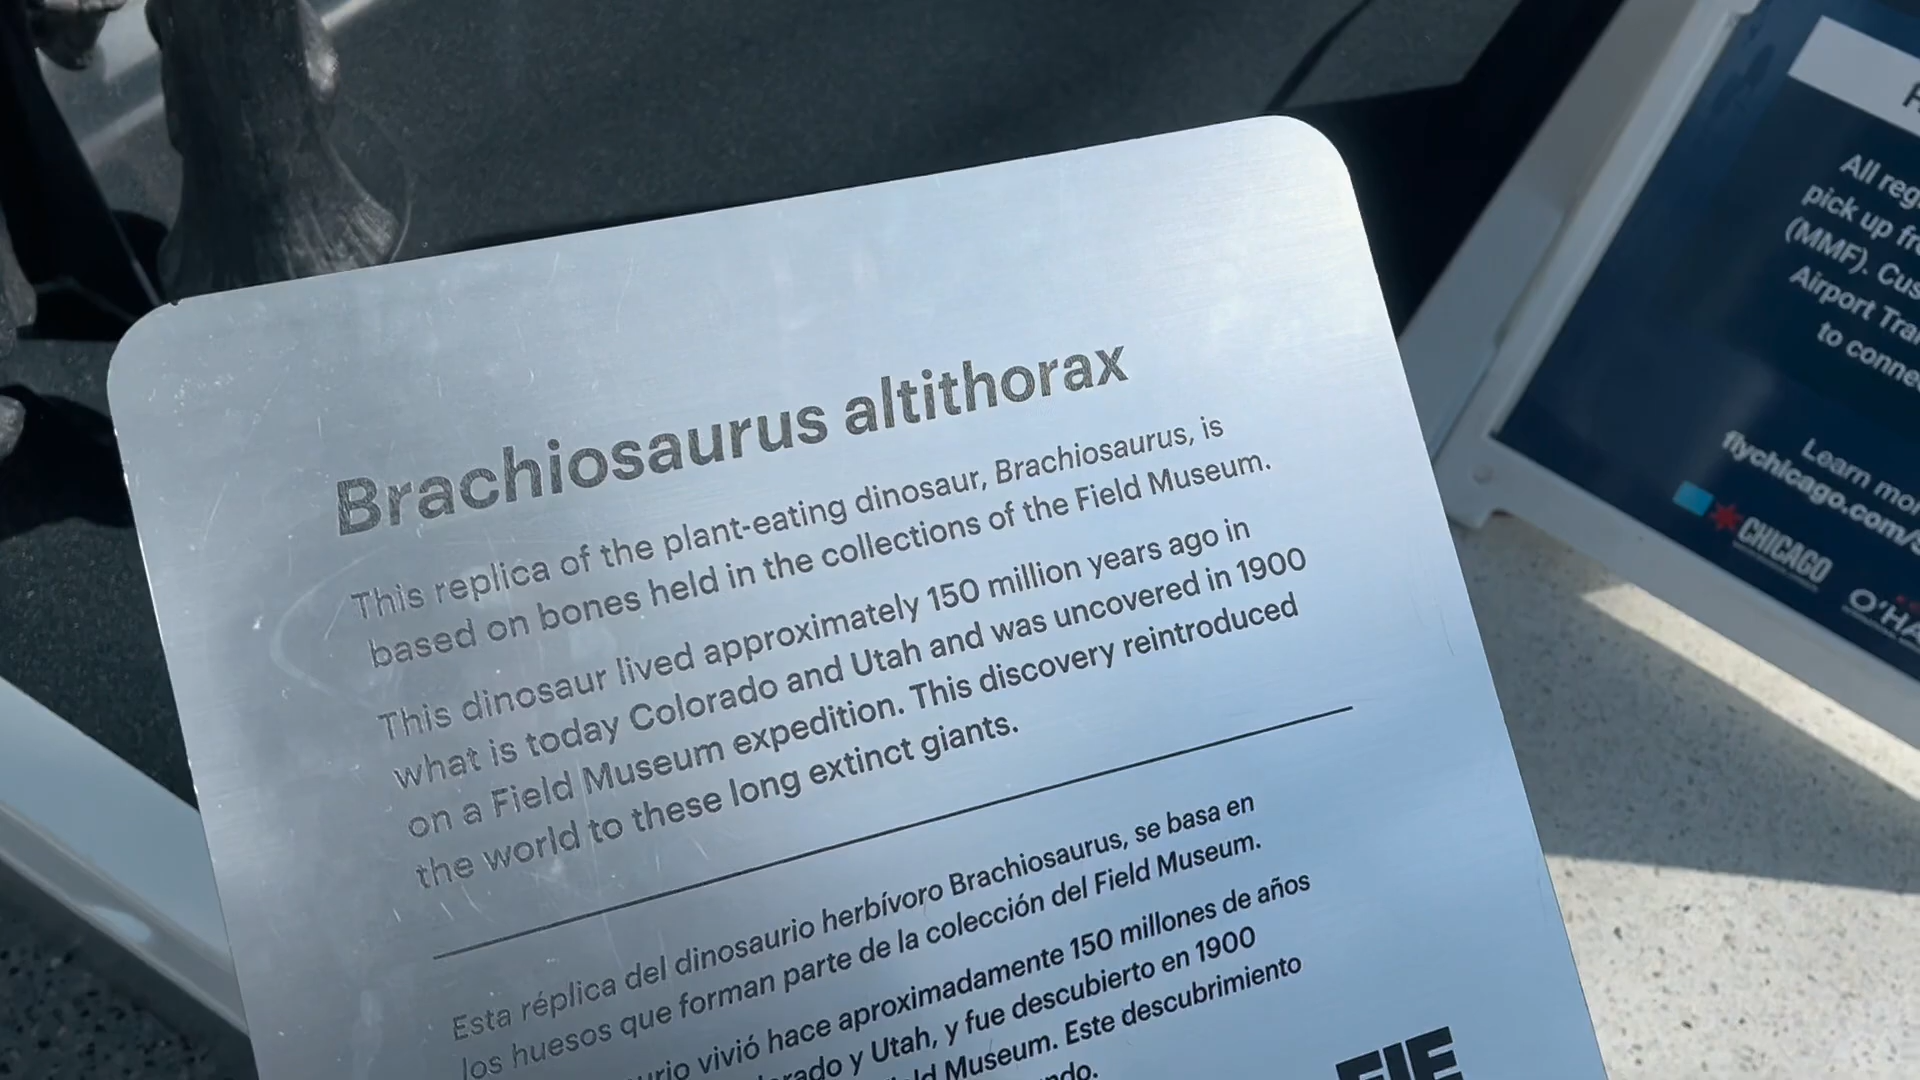 Brachiosaurus altithorax
This replica of the plant-eating dinosaur, Brachiosaurus, is
based on bones held in the collections of the Field Museum.
This dinosaur lived approximately 150 million years ago in
what is today Colorado and Utah and was uncovered in 1900
on a Field Museum expedition. This discovery reintroduced
the world to these long extinct giants.
Esta réplica del dinosaurio herbívoro Brachiosaurus, se basa en
los huesos que forman parte de la colección del Field Museum.
vivió hace aproximadamente 150 millones de años
y Utah, y fue descubierto en 1900
Museum. Este descubrimiento
All
pick up
(MMF).
Airport
to
Learn
flychicago.com/
CHICAGO